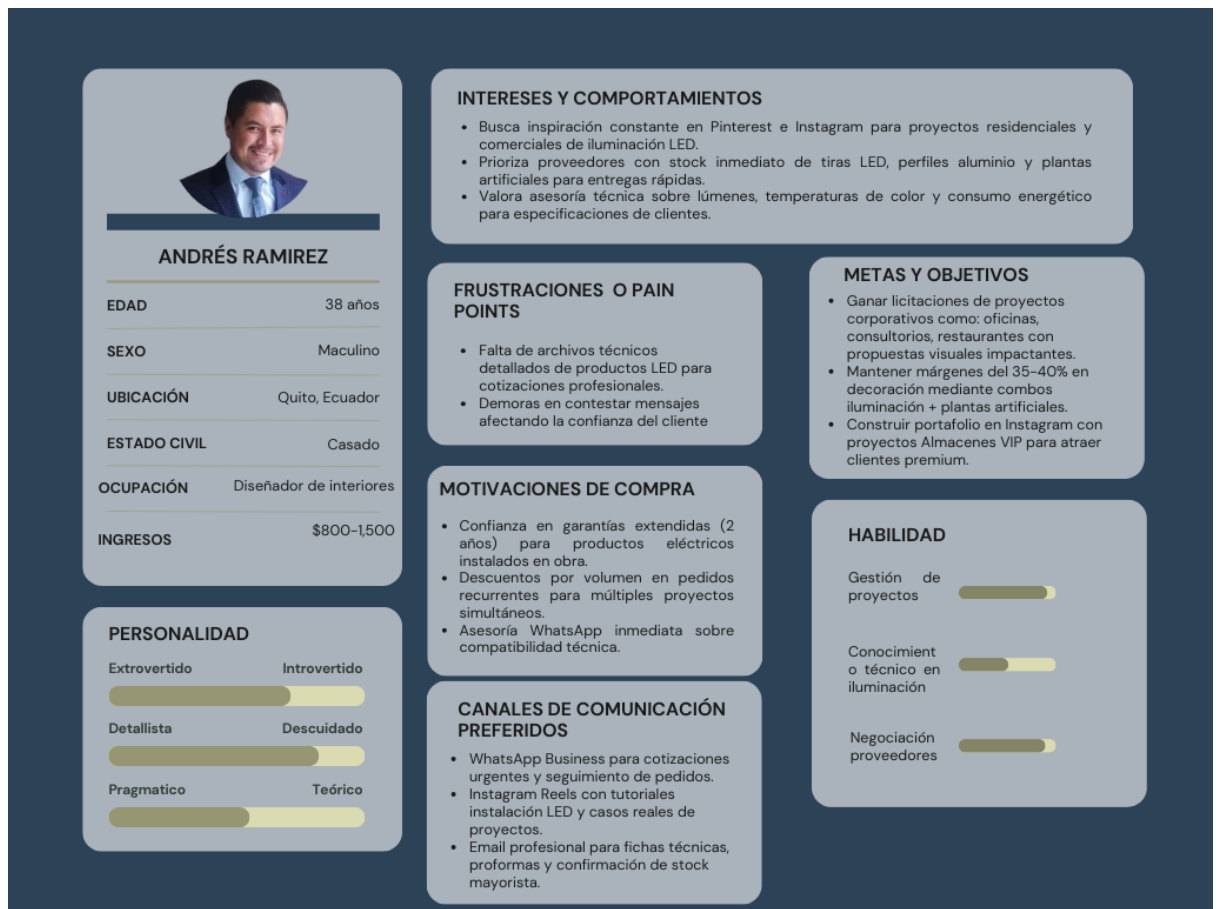 ANDRÉS RAMIREZ
EDAD 38 años
SEXO Maculino
UBICACIÓN Quito, Ecuador
ESTADO CIVIL Casado
OCUPACIÓN Diseñador de interiores
INGRESOS $800-1,500
PERSONALIDAD
Extrovertido Introvertido
Detallista Descuidado
Pragmatico Teórico
INTERESES Y COMPORTAMIENTOS
• Busca inspiración constante en Pinterest e Instagram para proyectos residenciales y
comerciales de iluminación LED.
• Prioriza proveedores con stock inmediato de tiras LED, perfiles aluminio y plantas
artificiales para entregas rápidas.
• Valora asesoría técnica sobre lúmenes, temperaturas de color y consumo energético
para especificaciones de clientes.
FRUSTRACIONES O PAIN
POINTS
• Falta de archivos técnicos
detallados de productos LED para
cotizaciones profesionales.
• Demoras en contestar mensajes
afectando la confianza del cliente
MOTIVACIONES DE COMPRA
• Confianza en garantías extendidas (2
años) para productos eléctricos
instalados en obra.
• Descuentos por volumen en pedidos
recurrentes para múltiples proyectos
simultáneos.
• Asesoría WhatsApp inmediata sobre
compatibilidad técnica.
CANALES DE COMUNICACIÓN
PREFERIDOS
• WhatsApp Business para cotizaciones
urgentes y seguimiento de pedidos.
• Instagram Reels con tutoriales
instalación LED y casos reales de
proyectos.
• Email profesional para fichas técnicas,
proformas y confirmación de stock
mayorista.
METAS Y OBJETIVOS
• Ganar licitaciones de proyectos
corporativos como: oficinas,
consultorios, restaurantes con
propuestas visuales impactantes.
• Mantener márgenes del 35-40% en
decoración mediante combos
iluminación + plantas artificiales.
• Construir portafolio en Instagram con
proyectos Almacenes VIP para atraer
clientes premium.
HABILIDAD
Gestión de
proyectos
Conocimient
o técnico en
iluminación
Negociación
proveedores